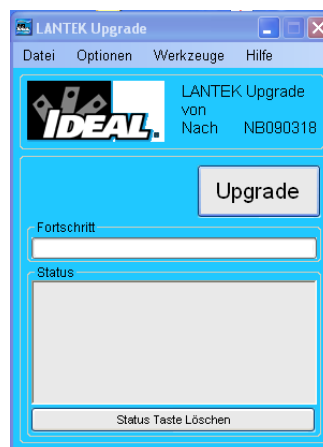 LANTEK Upgrade
Datei Optionen Werkzeuge Hilfe
IDEAL.
LANTEK Upgrade
von
Nach NB090318
Upgrade
Fortschritt
Status
Status Taste Löschen